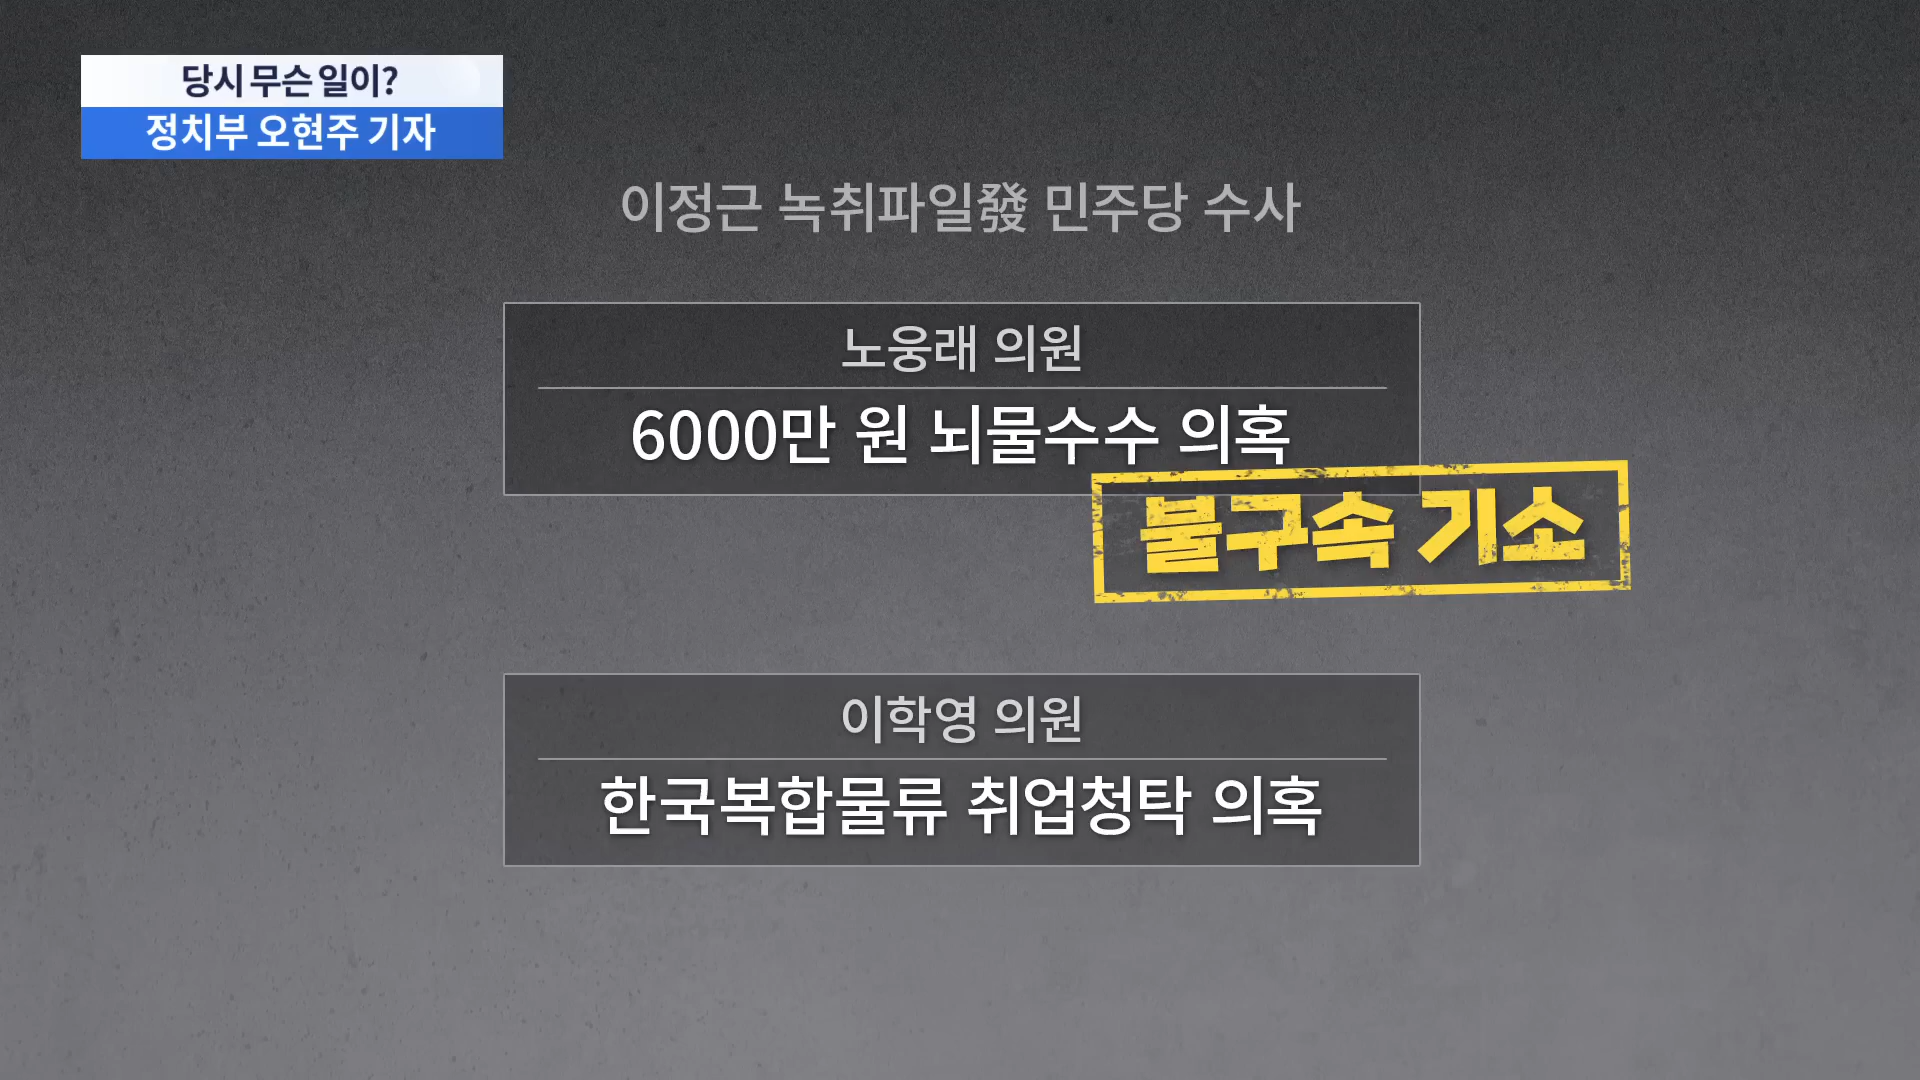 당시 무슨 일이?
정치부 오현주 기자
이정근 녹취파일發 민주당 수사
노웅래 의원
6000만 원 뇌물수수 의혹
불구속 기소
이학영 의원
한국복합물류 취업청탁 의혹